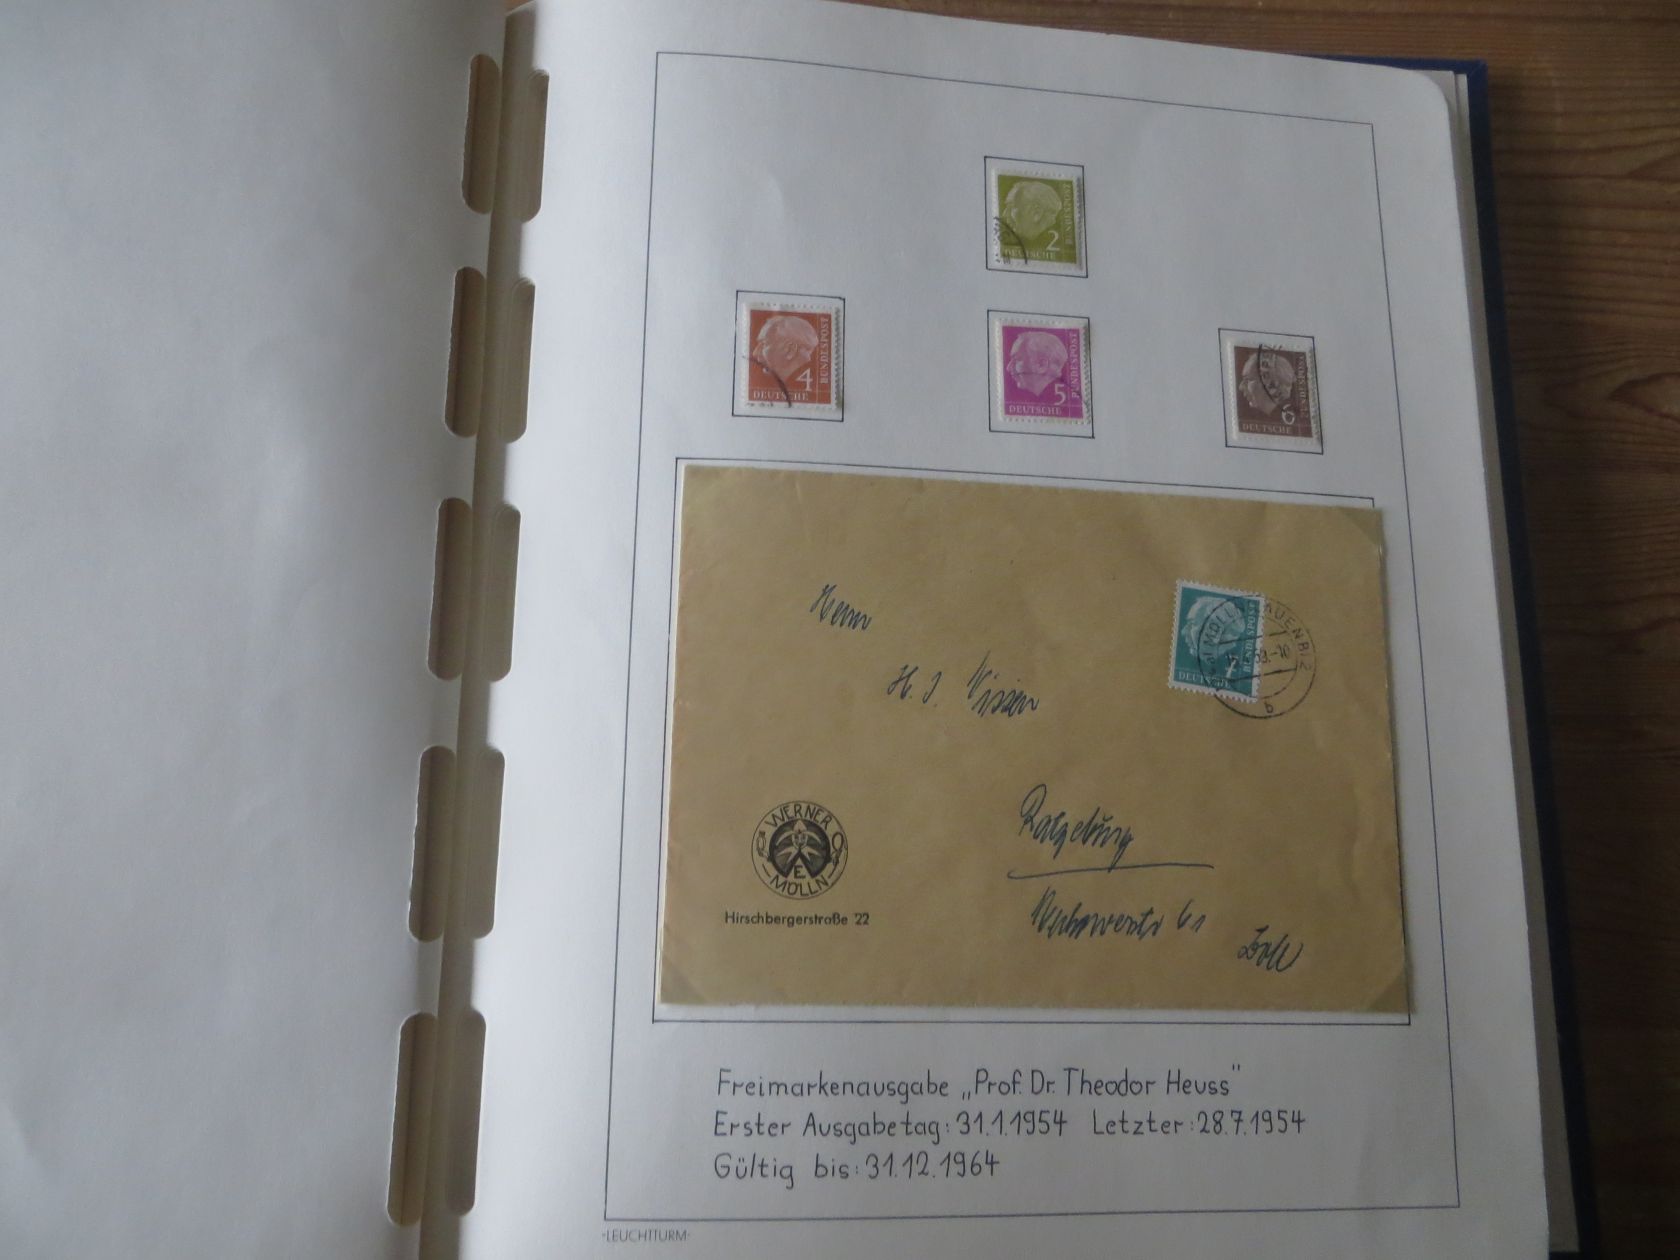 2
DEUTSCHE BUNDESPOST
4
DEUTSCHE BUNDESPOST
5
DEUTSCHE BUNDESPOST
6
DEUTSCHE BUNDESPOST
Herrn
H. J.
Ratzeburg
DEUTSCHE BUNDESPOST
b
WERNER
E
MÖLLN
Hirschbergerstraße 22
Freimarkenausgabe „Prof. Dr. Theodor Heuss"
Erster Ausgabetag: 31.1.1954 Letzter: 28.7.1954
Gültig bis: 31.12.1964
LEUCHTTURM